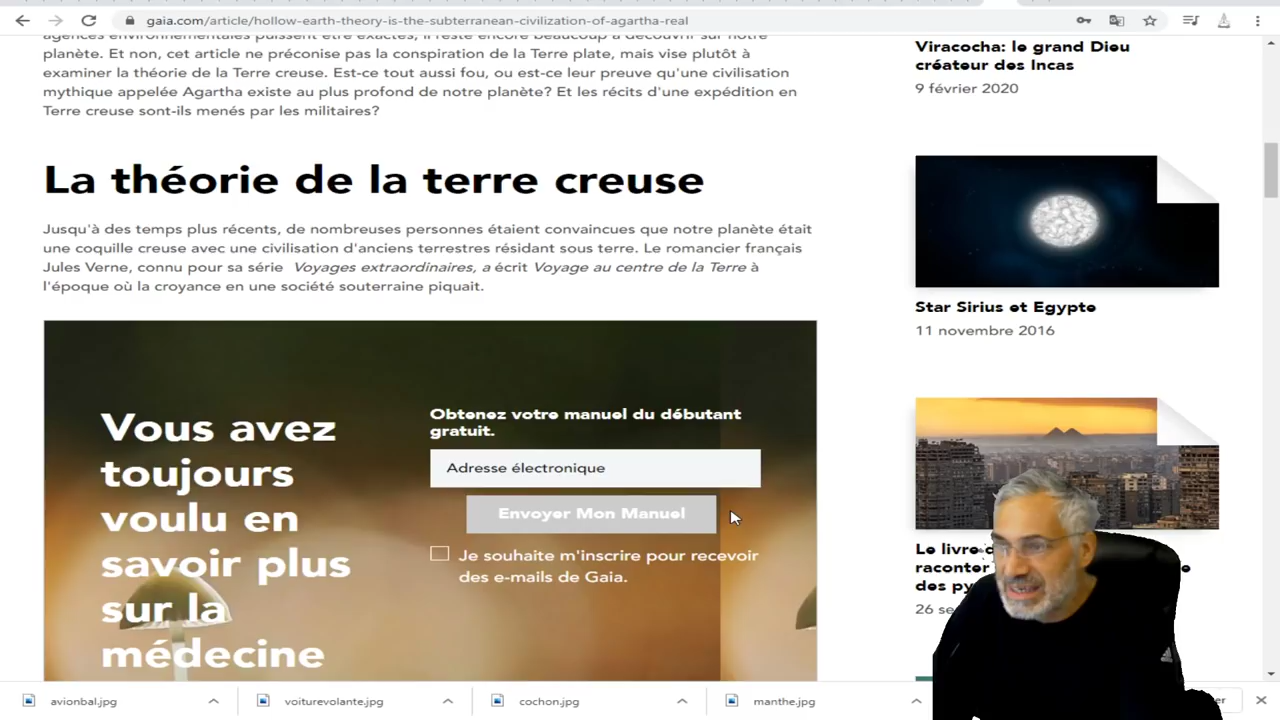 gaia.com/article/hollow-earth-theory-is-the-subterranean-civilization-of-agartha-real
agences environnementales puissent être exactes, il reste encore beaucoup à découvrir sur notre
planète. Et non, cet article ne préconise pas la conspiration de la Terre plate, mais vise plutôt à
examiner la théorie de la Terre creuse. Est-ce tout aussi fou, ou est-ce leur preuve qu'une civilisation
mythique appelée Agartha existe au plus profond de notre planète? Et les récits d'une expédition en
Terre creuse sont-ils menés par les militaires?
La théorie de la terre creuse
Jusqu'à des temps plus récents, de nombreuses personnes étaient convaincues que notre planète était
une coquille creuse avec une civilisation d'anciens terrestres résidant sous terre. Le romancier français
Jules Verne, connu pour sa série Voyages extraordinaires, a écrit Voyage au centre de la Terre à
l'époque où la croyance en une société souterraine piquait.
Vous avez
toujours
voulu en
savoir plus
sur la
médecine
Obtenez votre manuel du débutant
gratuit.
Adresse électronique
Envoyer Mon Manuel
Je souhaite m'inscrire pour recevoir
des e-mails de Gaia.
Viracocha: le grand Dieu
créateur des Incas
9 février 2020
Star Sirius et Egypte
11 novembre 2016
Le livre
raconter
des
26
avionbal.jpg
voiturevolante.jpg
cochon.jpg
manthe.jpg